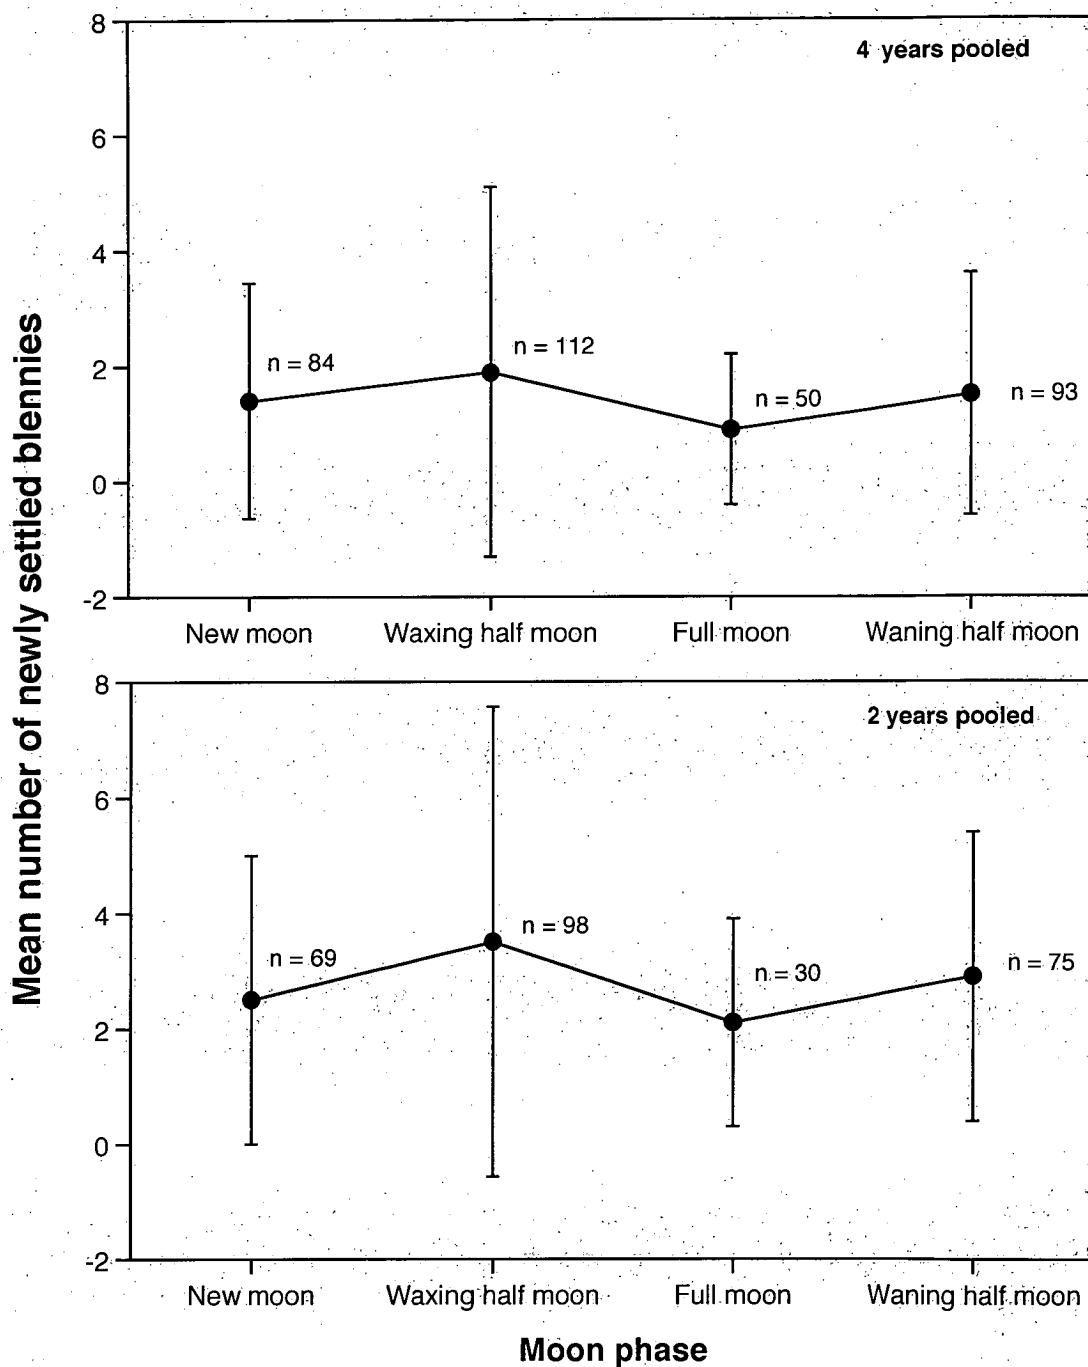 Mean number of newly settled blennies
8
4 years pooled
6
4
2
0
-2
n = 84
n = 112
n = 50
n = 93
New moon
Waxing half moon
Full moon
Waning half moon
8
2 years pooled
6
4
2
0
-2
n = 69
n = 98
n = 30
n = 75
New moon
Waxing half moon
Full moon
Waning half moon
Moon phase